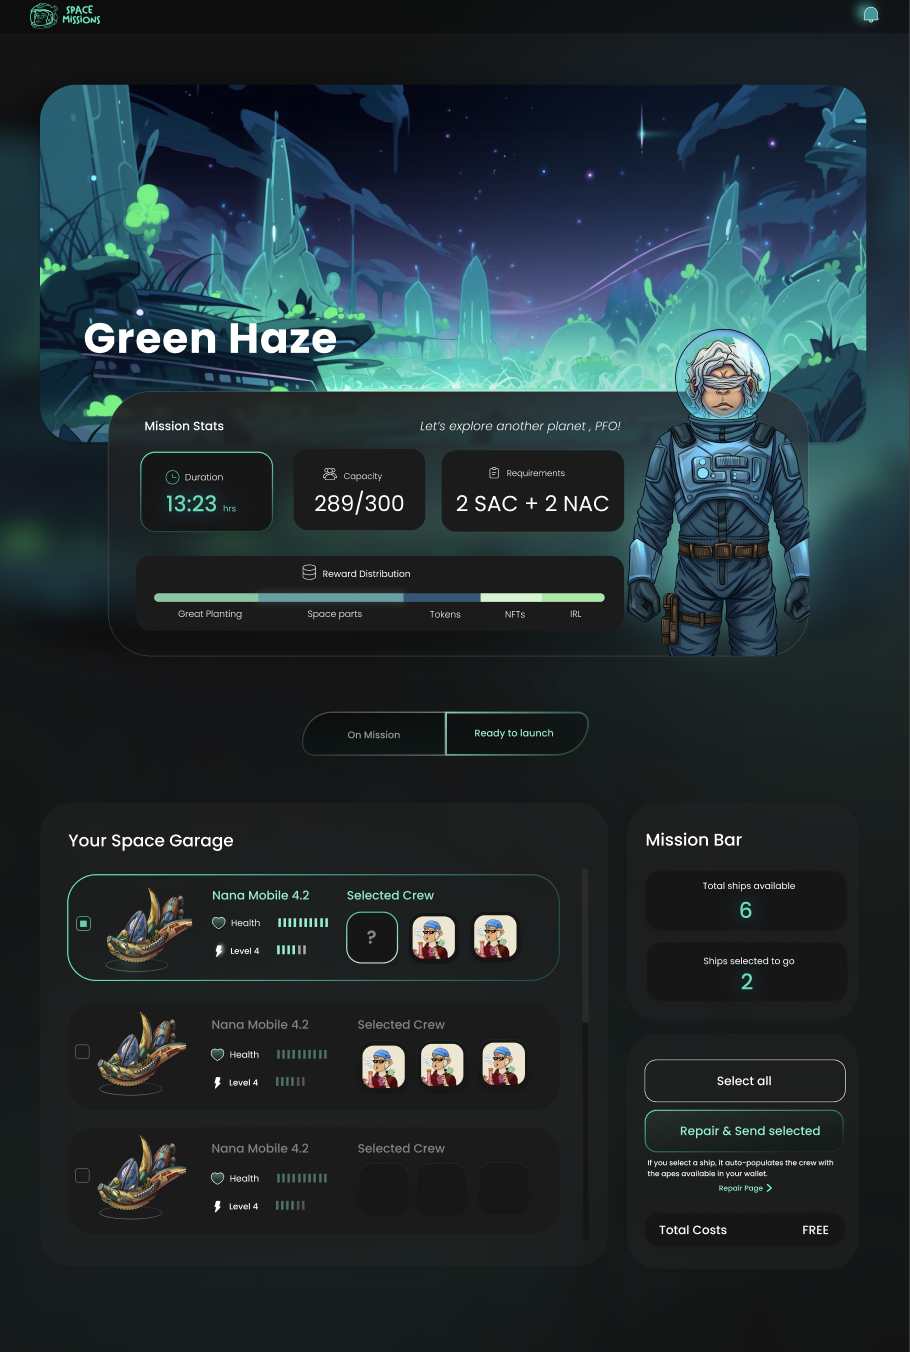 SPACE
MISSIONS
Green Haze
Mission Stats
Let's explore another planet , PFO!
Duration
13:23 hrs
Capacity
289/300
Requirements
2 SAC + 2 NAC
Reward Distribution
Great Planting
Space parts
Tokens
NFTs
IRL
On Mission
Ready to launch
Your Space Garage
Nana Mobile 4.2
Selected Crew
Health
Level 4
?
Nana Mobile 4.2
Selected Crew
Health
Level 4
Nana Mobile 4.2
Selected Crew
Health
Level 4
Mission Bar
Total ships available
6
Ships selected to go
2
Select all
Repair & Send selected
If you select a ship, it auto-populates the crew with
the apes available in your wallet.
Repair Page
Total Costs FREE